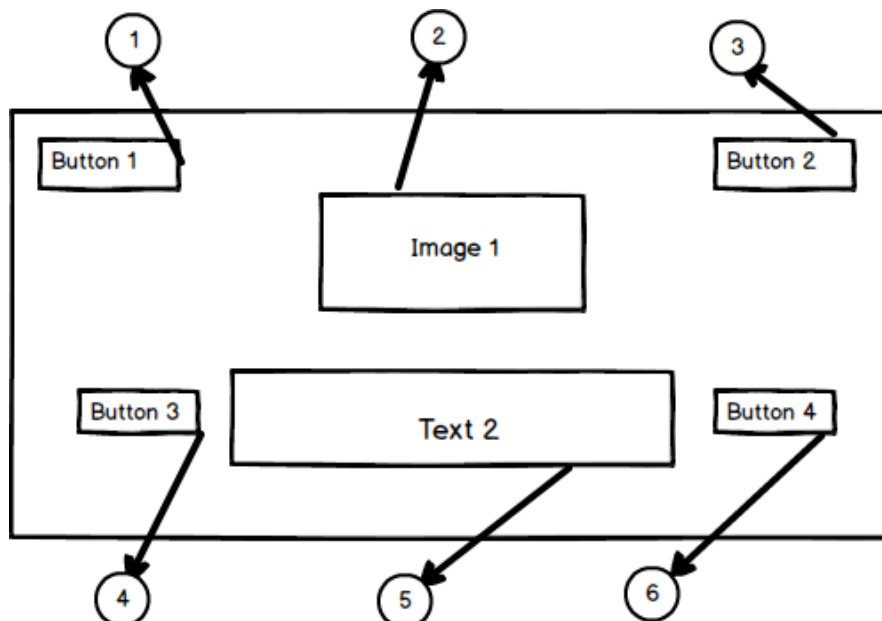 1
2
3
Button 1
Button 2
Image 1
Button 3
Text 2
Button 4
4
5
6